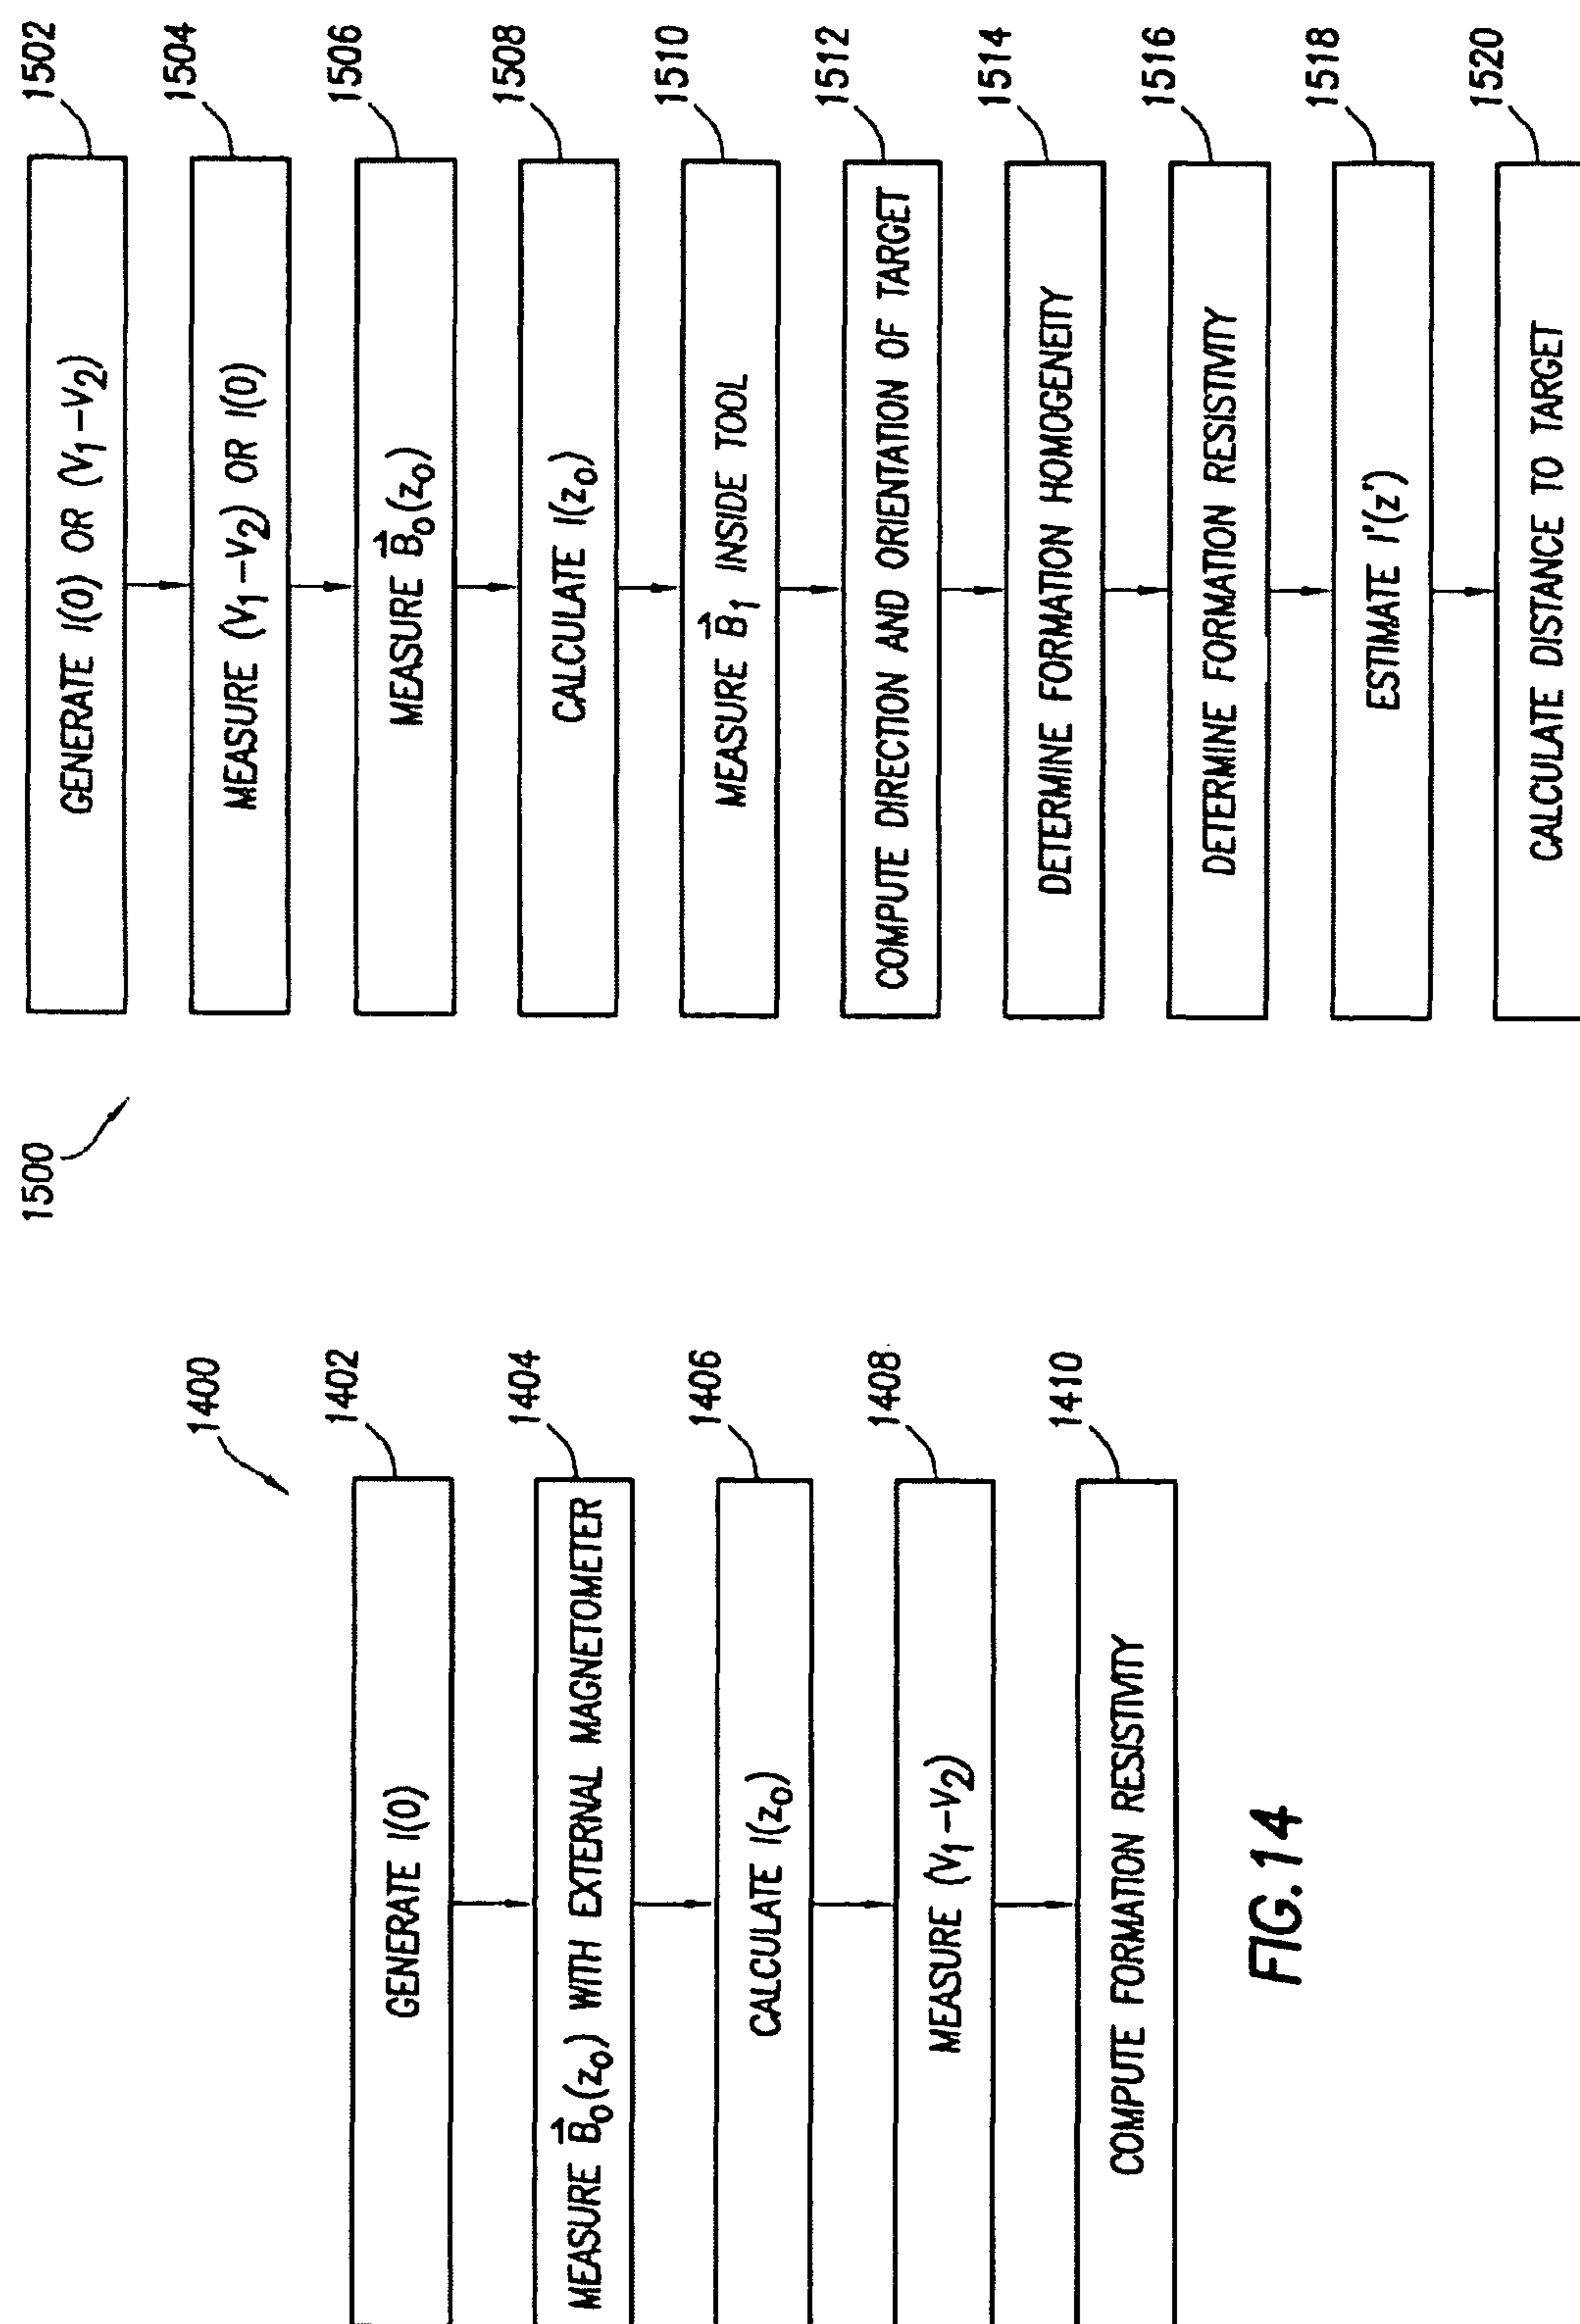 1400
1402
GENERATE I(0)
1404
MEASURE B⃗₀(z₀) WITH EXTERNAL MAGNETOMETER
1406
CALCULATE I(z₀)
1408
MEASURE (V₁–V₂)
1410
COMPUTE FORMATION RESISTIVITY
FIG. 14
1500
1502
GENERATE I(0) OR (V₁–V₂)
1504
MEASURE (V₁–V₂) OR I(0)
1506
MEASURE B⃗₀(z₀)
1508
CALCULATE I(z₀)
1510
MEASURE B⃗₁ INSIDE TOOL
1512
COMPUTE DIRECTION AND ORIENTATION OF TARGET
1514
DETERMINE FORMATION HOMOGENEITY
1516
DETERMINE FORMATION RESISTIVITY
1518
ESTIMATE I'(z')
1520
CALCULATE DISTANCE TO TARGET